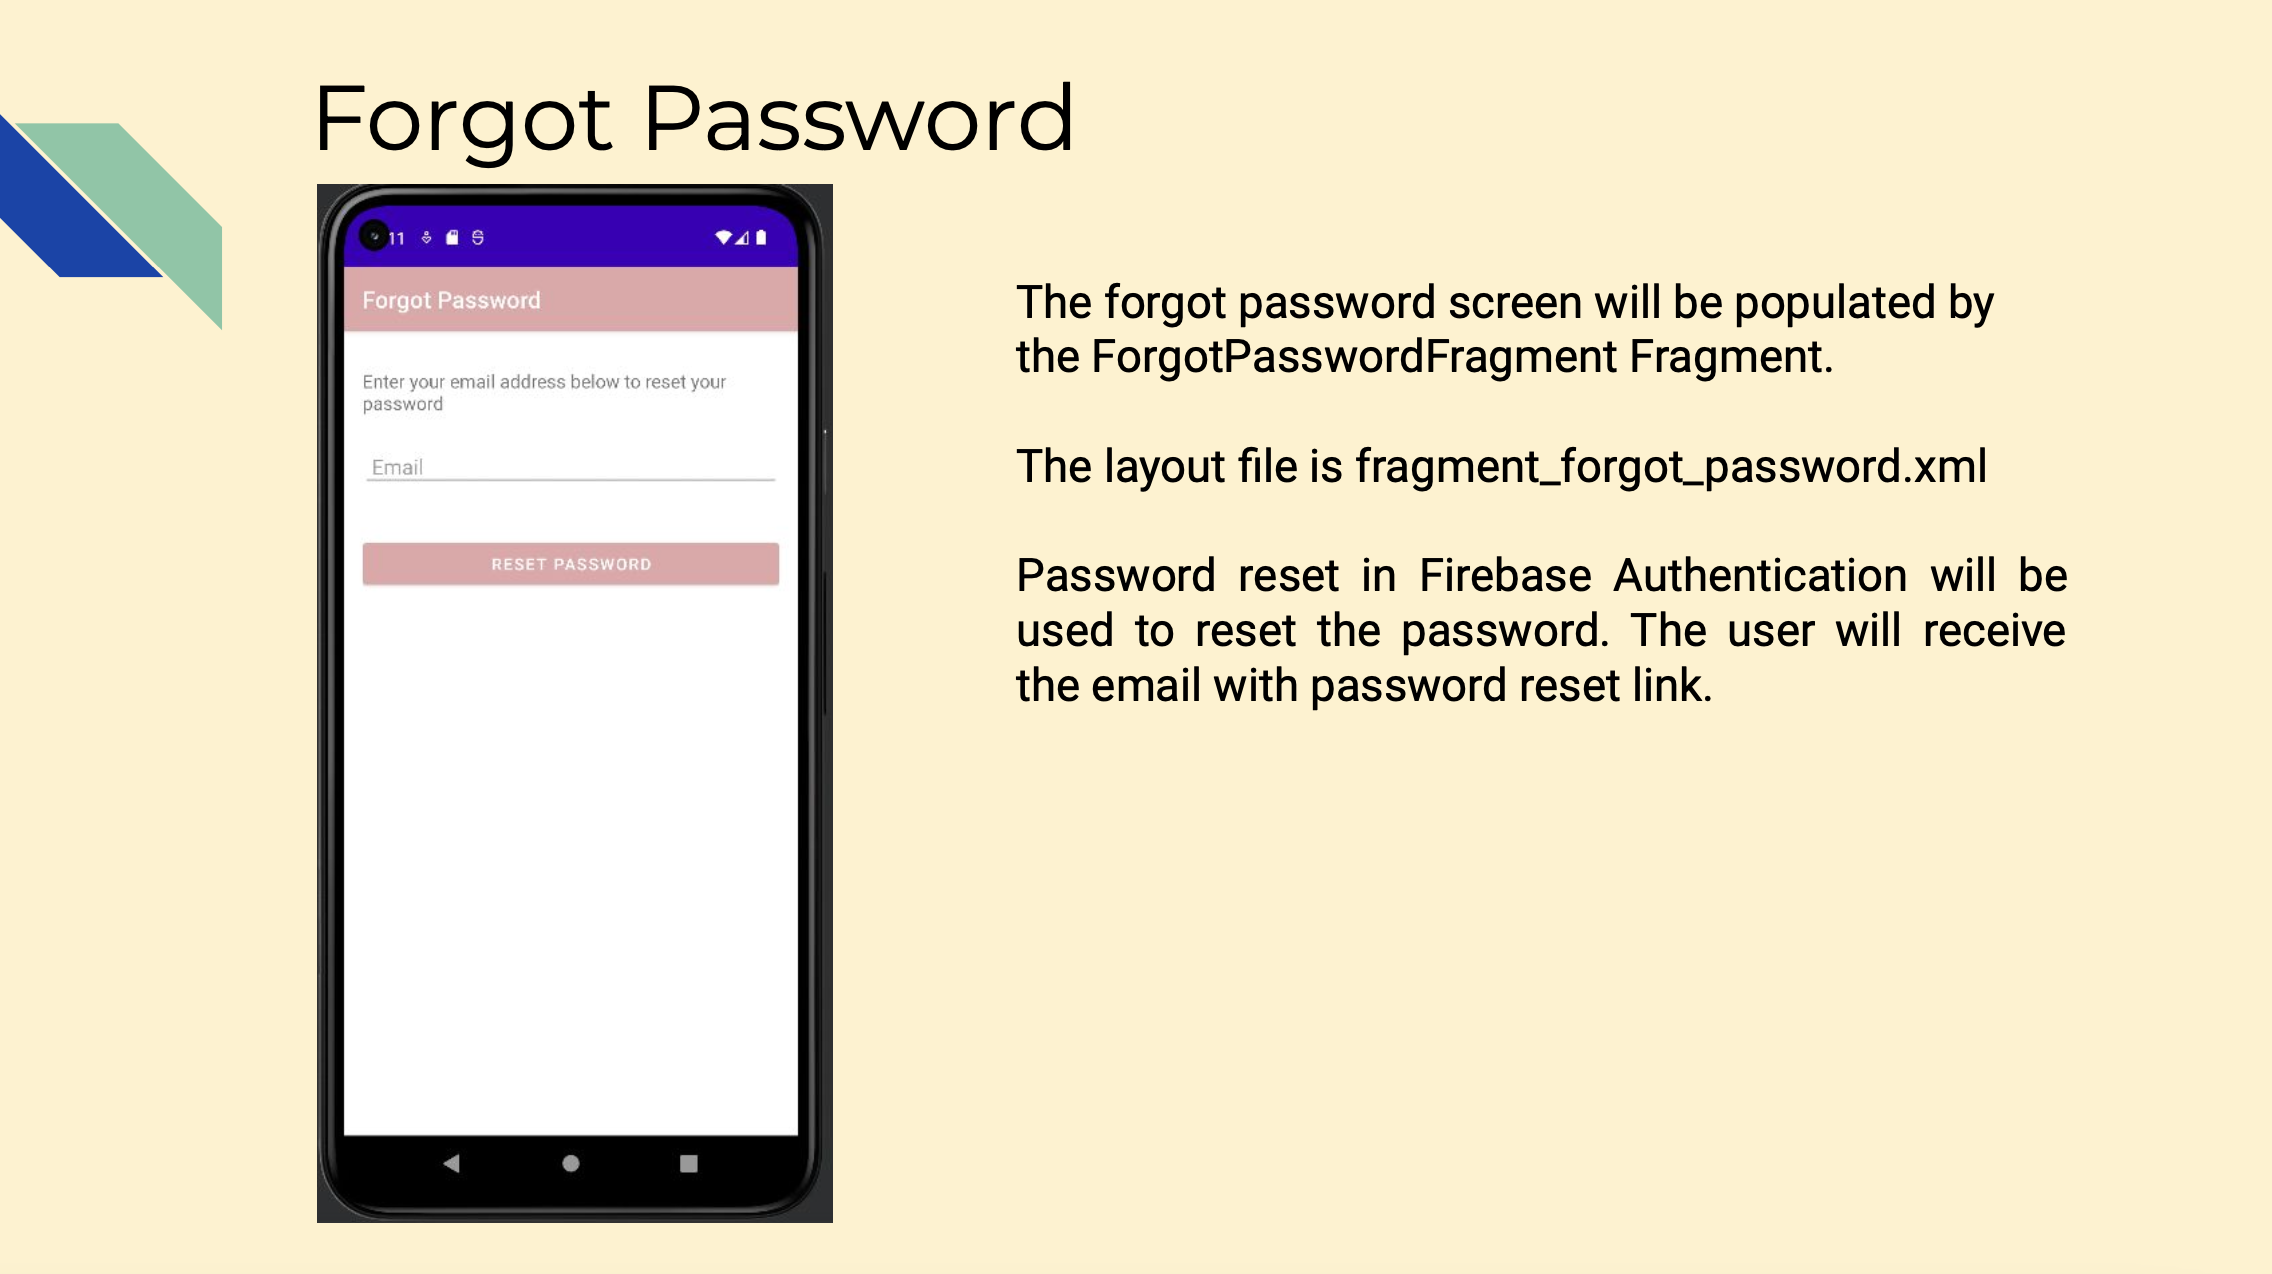 Forgot Password
11
Forgot Password
Enter your email address below to reset your
password
Email
RESET PASSWORD
The forgot password screen will be populated by
the ForgotPasswordFragment Fragment.
The layout file is fragment_forgot_password.xml
Password reset in Firebase Authentication will be
used to reset the password. The user will receive
the email with password reset link.